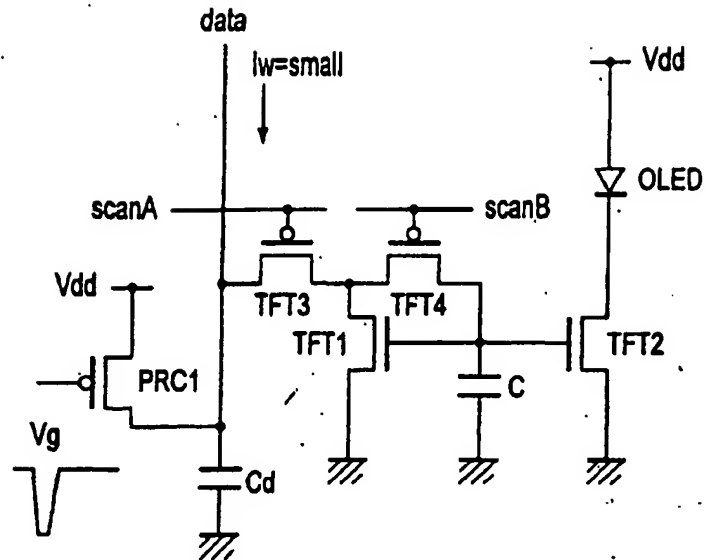 data
Iw=small
Vdd
OLED
scanA
scanB
Vdd
TFT3
TFT4
TFT1
TFT2
PRC1
C
Vg
Cd